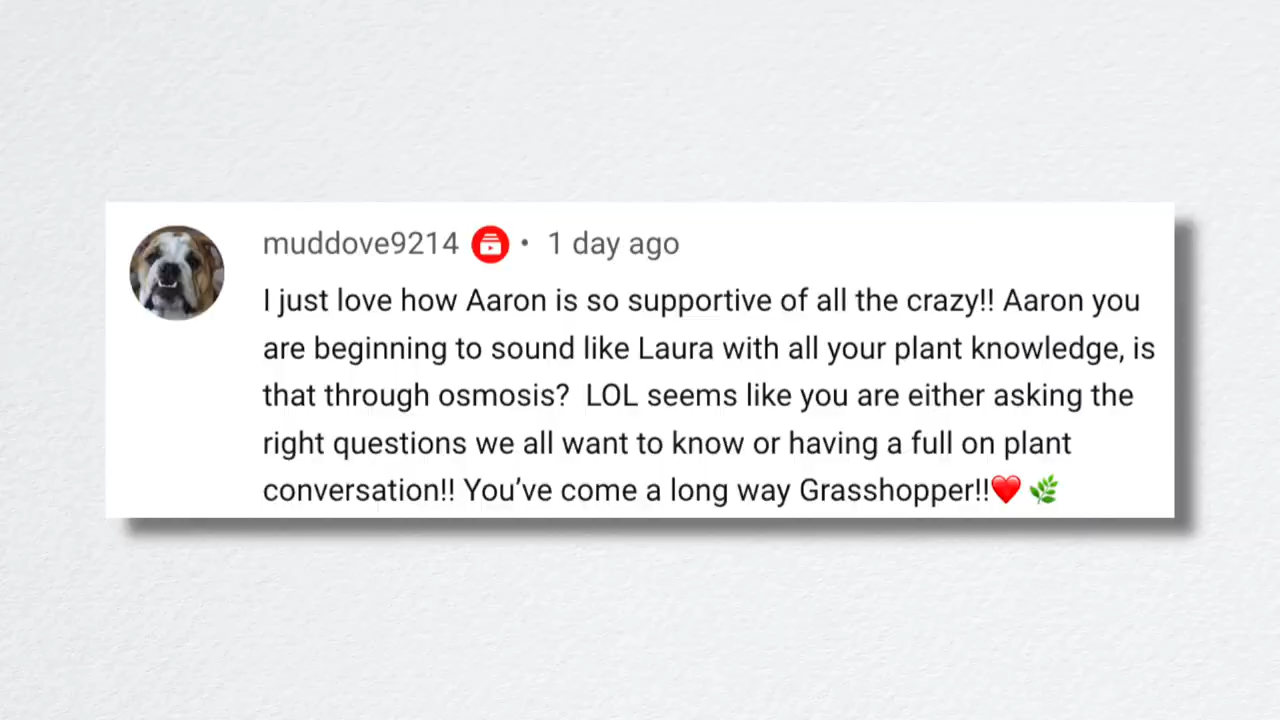 muddove9214 • 1 day ago
I just love how Aaron is so supportive of all the crazy!! Aaron you
are beginning to sound like Laura with all your plant knowledge, is
that through osmosis?  LOL seems like you are either asking the
right questions we all want to know or having a full on plant
conversation!! You’ve come a long way Grasshopper!!❤️ 🌿